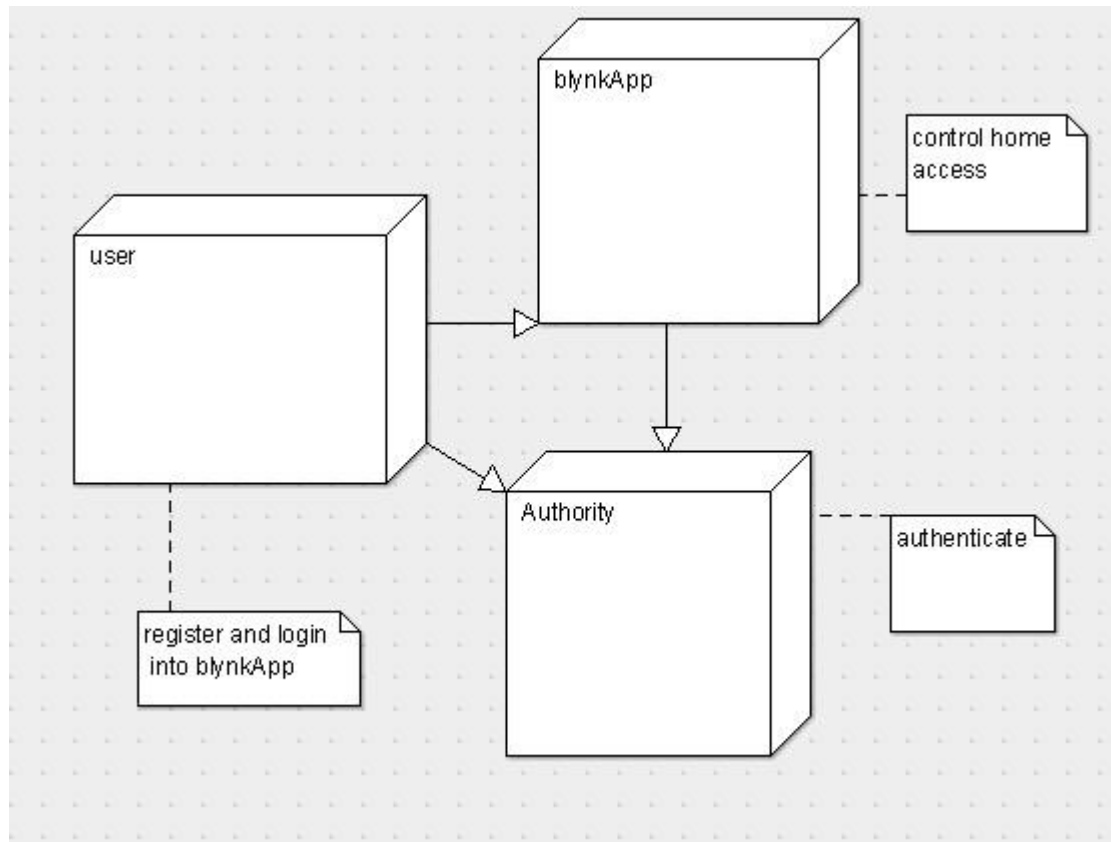 blynkApp
control home
access
user
Authority
authenticate
register and login
into blynkApp